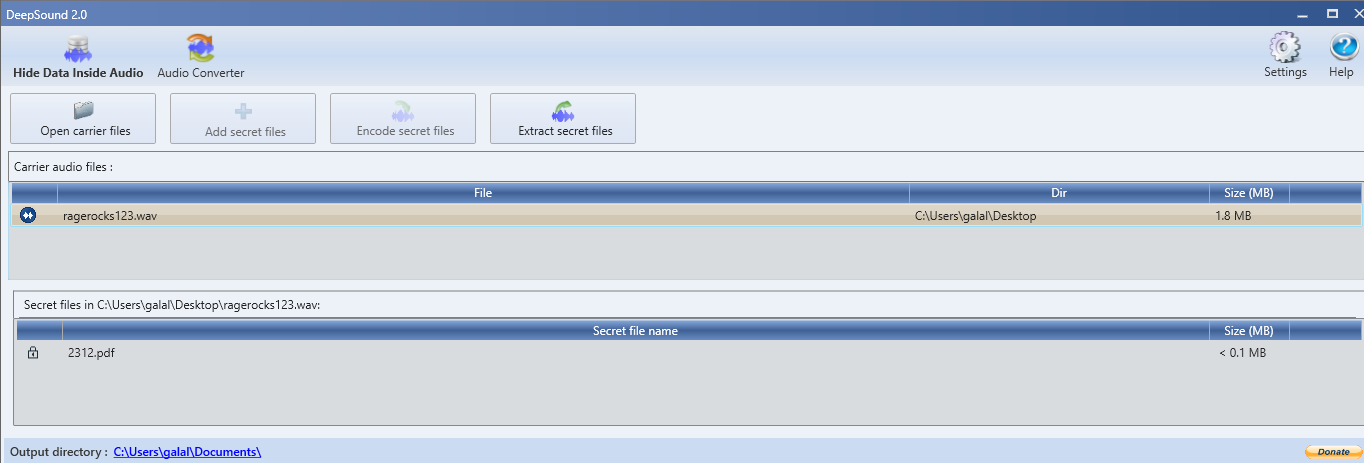 DeepSound 2.0
Hide Data Inside Audio Audio Converter Settings Help
Open carrier files Add secret files Encode secret files Extract secret files
Carrier audio files :
File Dir Size (MB)
ragerocks123.wav C:\Users\galal\Desktop 1.8 MB
Secret files in C:\Users\galal\Desktop\ragerocks123.wav:
Secret file name Size (MB)
2312.pdf < 0.1 MB
Output directory : C:\Users\galal\Documents\ Donate